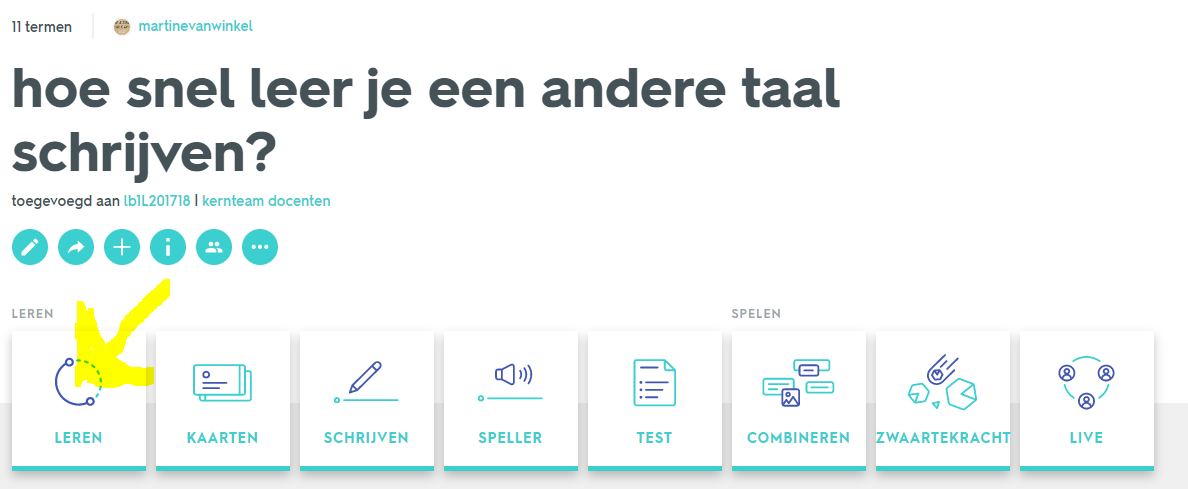 11 termen
martinevanwinkel
hoe snel leer je een andere taal
schrijven?
toegevoegd aan lb1L201718 | kernteam docenten
LEREN
SPELEN
LEREN
KAARTEN
SCHRIJVEN
SPELLER
TEST
COMBINEREN
ZWAARTEKRACHT
LIVE